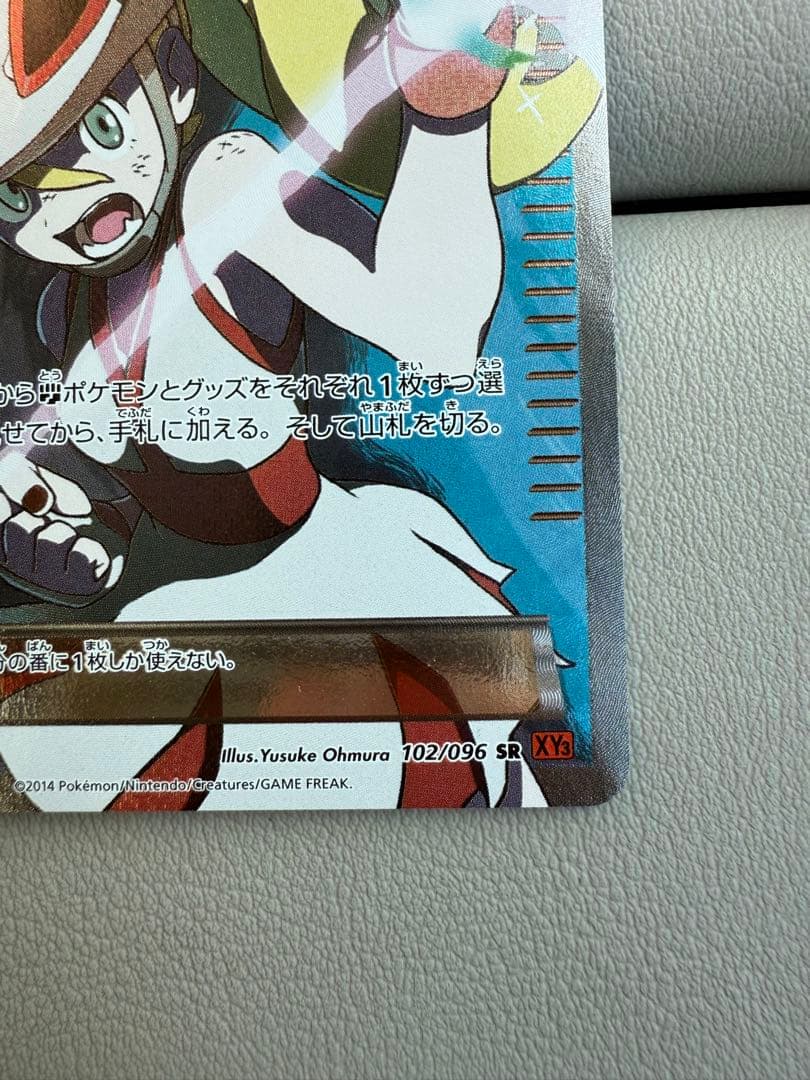 から闘ポケモンとグッズをそれぞれ1枚ずつ選
せてから、手札に加える。そして山札を切る。
の番に1枚しか使えない。
Illus.Yusuke Ohmura 102/096 SR XY3
©2014 Pokémon/Nintendo/Creatures/GAME FREAK.